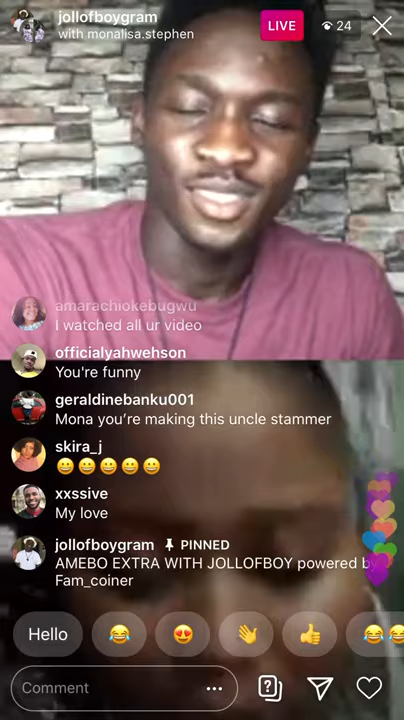 jollofboygram
with monalisa.stephen
LIVE
24
amarachiokebugwu
I watched all ur video
officialyahwehson
You're funny
geraldinebanku001
Mona you're making this uncle stammer
skira_j
😀 😀 😀 😀 😀
xxssive
My love
jollofboygram PINNED
AMEBO EXTRA WITH JOLLOFBOY powered by
Fam_coiner
Hello
Comment